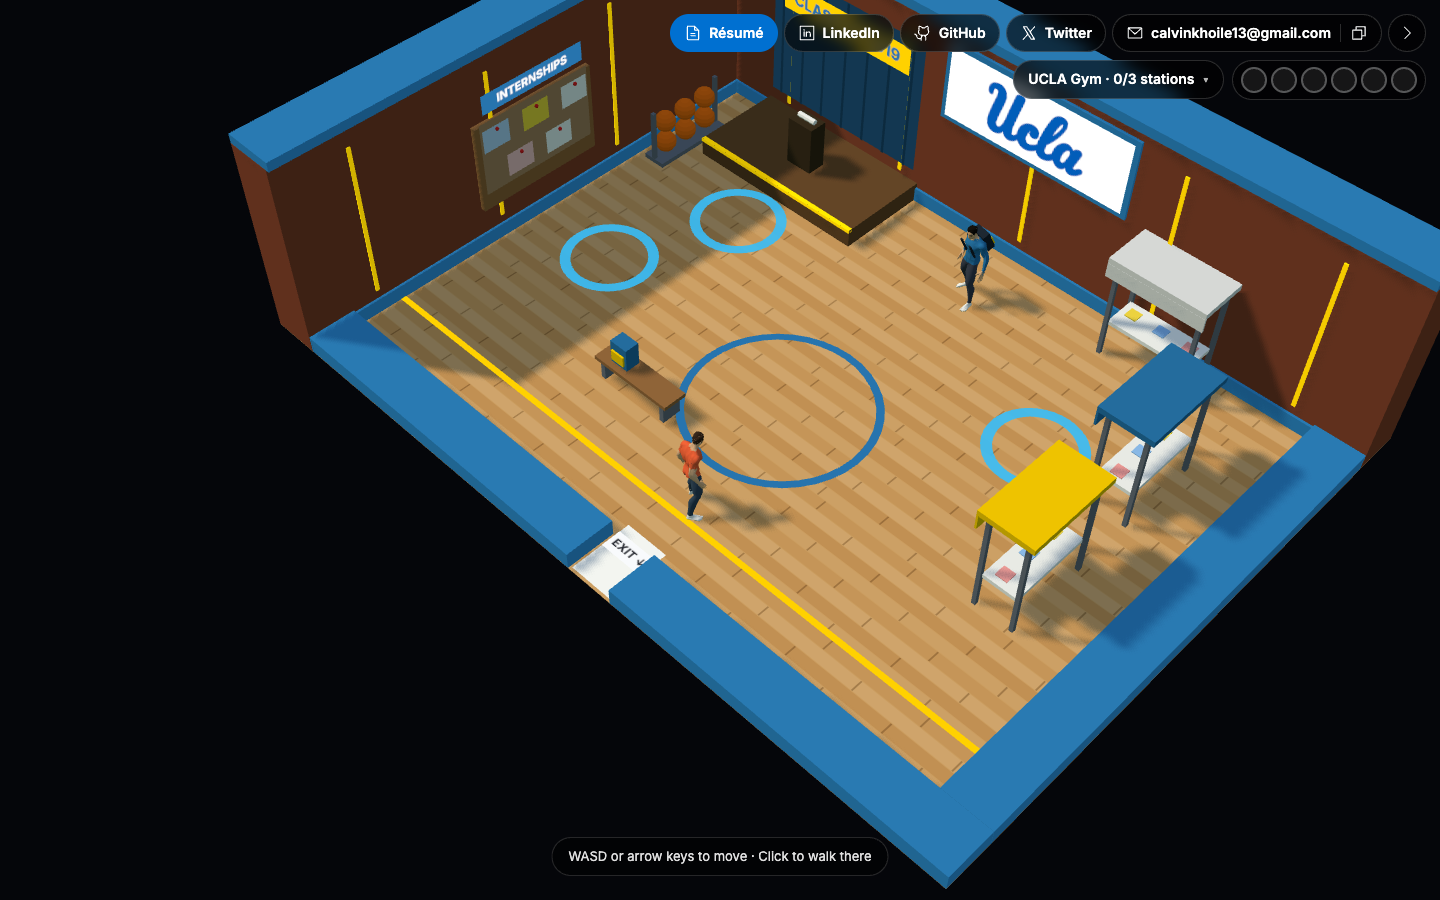 Résumé
LinkedIn
GitHub
Twitter
calvinkhoile13@gmail.com
UCLA Gym · 0/3 stations
INTERNSHIPS
Ucla
EXIT
WASD or arrow keys to move · Click to walk there